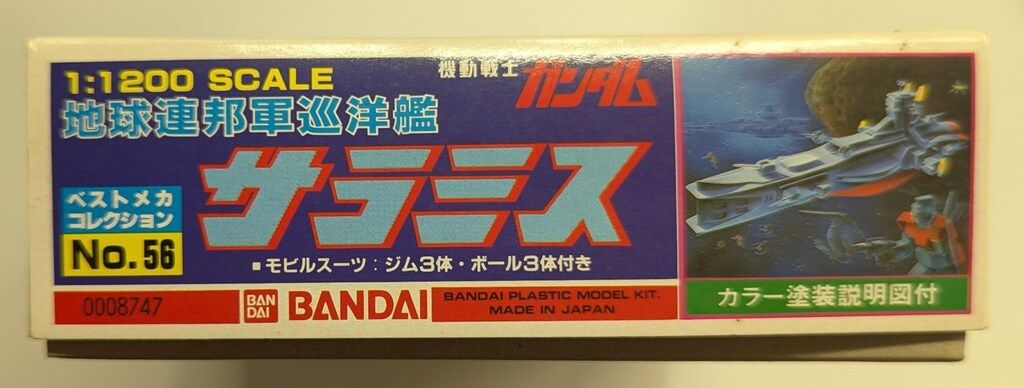 1:1200 SCALE
機動戦士 ガンダム
地球連邦軍巡洋艦
サラミス
ベストメカ
コレクション
No.56
■モビルスーツ:ジム3体・ボール3体付き
0008747
BAN
DAI
BANDAI
BANDAI PLASTIC MODEL KIT.
MADE IN JAPAN
カラー塗装説明図付